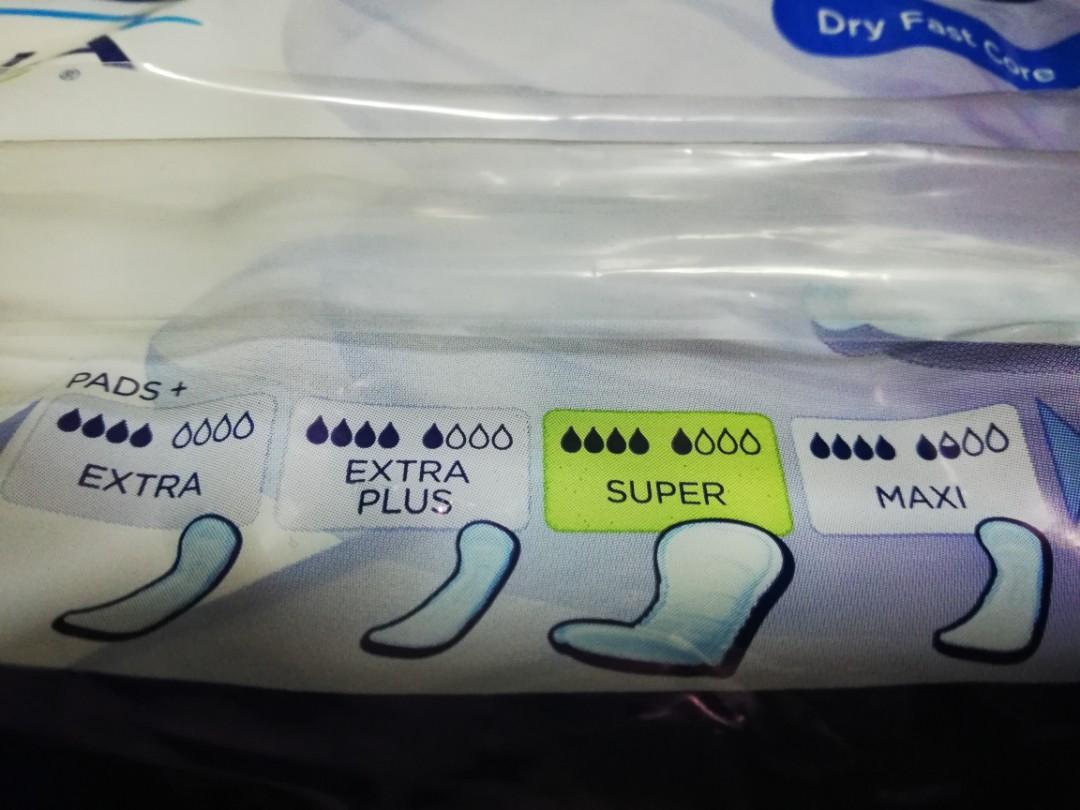 A
®
Dry Fast Core
PADS +
EXTRA
EXTRA
PLUS
SUPER
MAXI